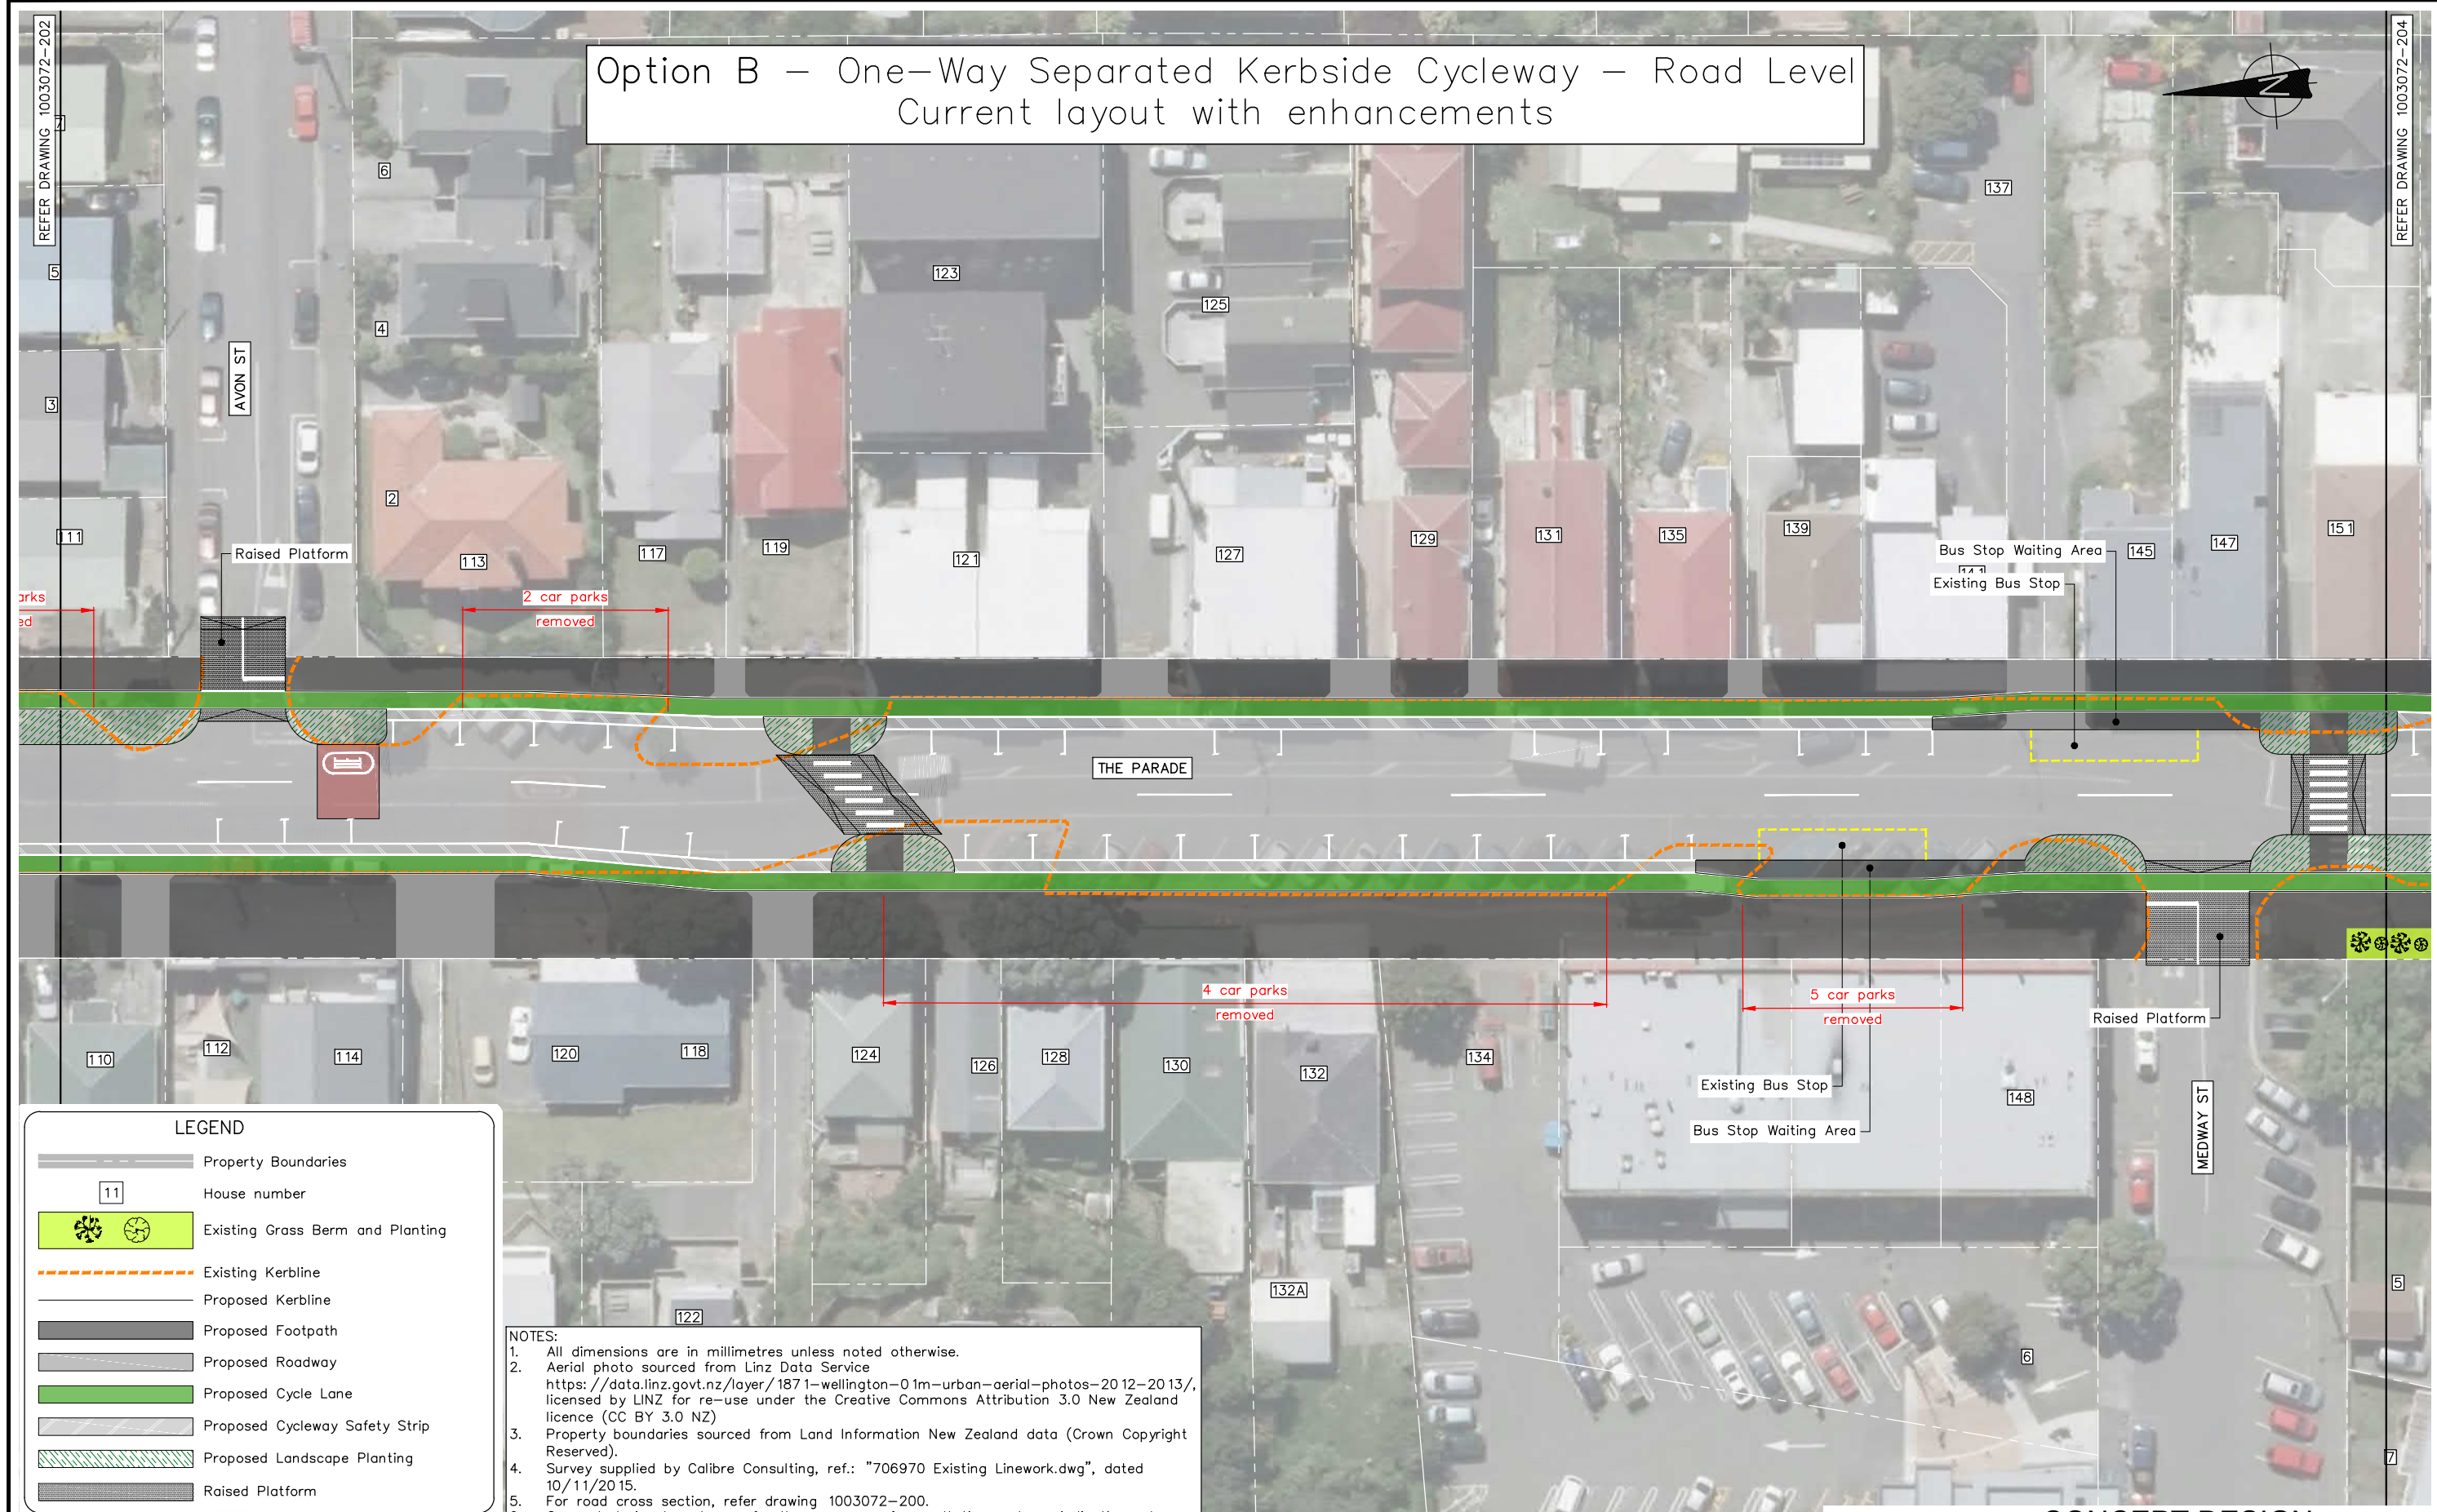 REFER DRAWING 1003072-202
Option B – One-Way Separated Kerbside Cycleway – Road Level
Current layout with enhancements
N
REFER DRAWING 1003072-204
7
6
137
5
123
125
4
AVON ST
3
2
111
Raised Platform
113
117
119
121
127
129
131
135
139
Bus Stop Waiting Area
145
147
151
141
Existing Bus Stop
arks
ed
2 car parks
removed
THE PARADE
4 car parks
removed
5 car parks
removed
Raised Platform
110
112
114
120
118
124
126
128
130
132
134
Existing Bus Stop
148
Bus Stop Waiting Area
MEDWAY ST
132A
122
5
6
7
LEGEND
Property Boundaries
11 House number
Existing Grass Berm and Planting
Existing Kerbline
Proposed Kerbline
Proposed Footpath
Proposed Roadway
Proposed Cycle Lane
Proposed Cycleway Safety Strip
Proposed Landscape Planting
Raised Platform
NOTES:
1. All dimensions are in millimetres unless noted otherwise.
2. Aerial photo sourced from Linz Data Service
https://data.linz.govt.nz/layer/1871-wellington-01m-urban-aerial-photos-2012-2013/,
licensed by LINZ for re-use under the Creative Commons Attribution 3.0 New Zealand
licence (CC BY 3.0 NZ)
3. Property boundaries sourced from Land Information New Zealand data (Crown Copyright
Reserved).
4. Survey supplied by Calibre Consulting, ref.: "706970 Existing Linework.dwg", dated
10/11/2015.
5. For road cross section, refer drawing 1003072-200.
CONCEPT DESIGN